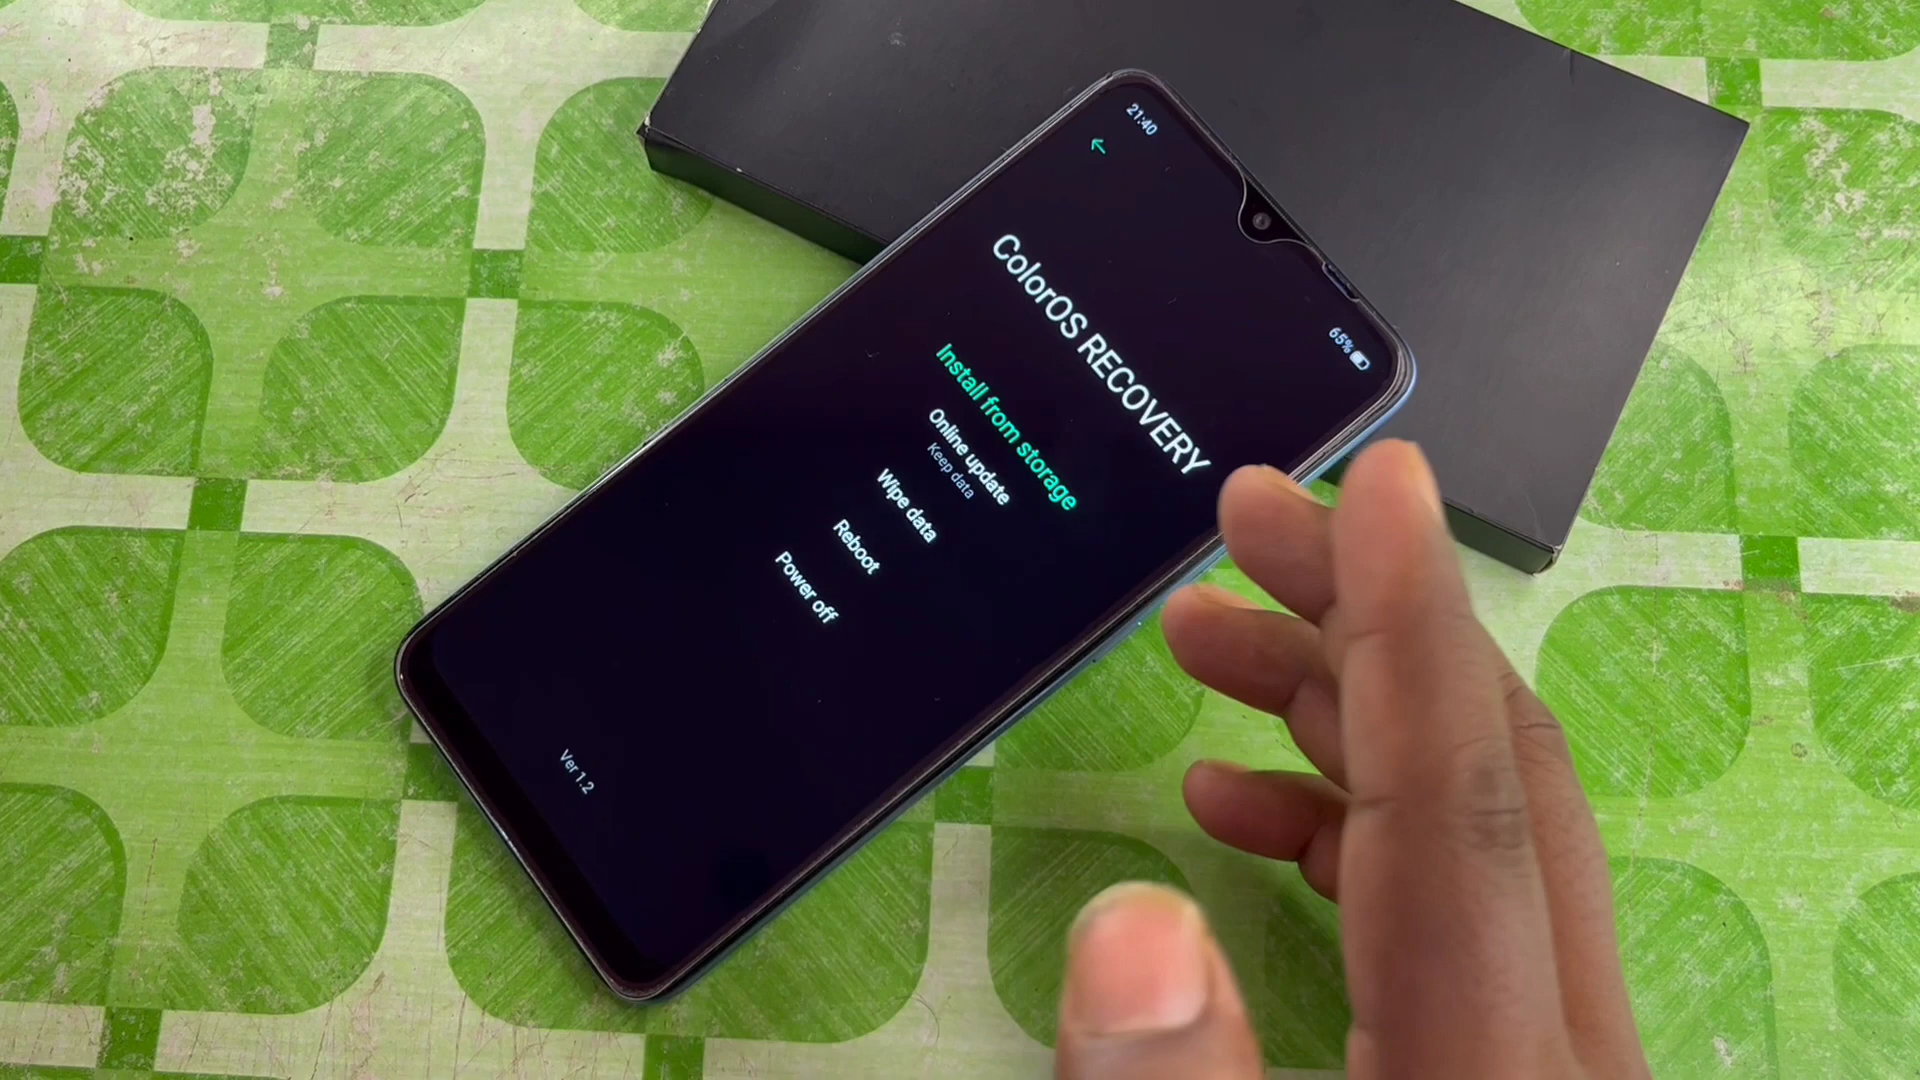 21:40
65%
ColorOS RECOVERY
Install from storage
Online update
Keep data
Wipe data
Reboot
Power off
Ver 1.2